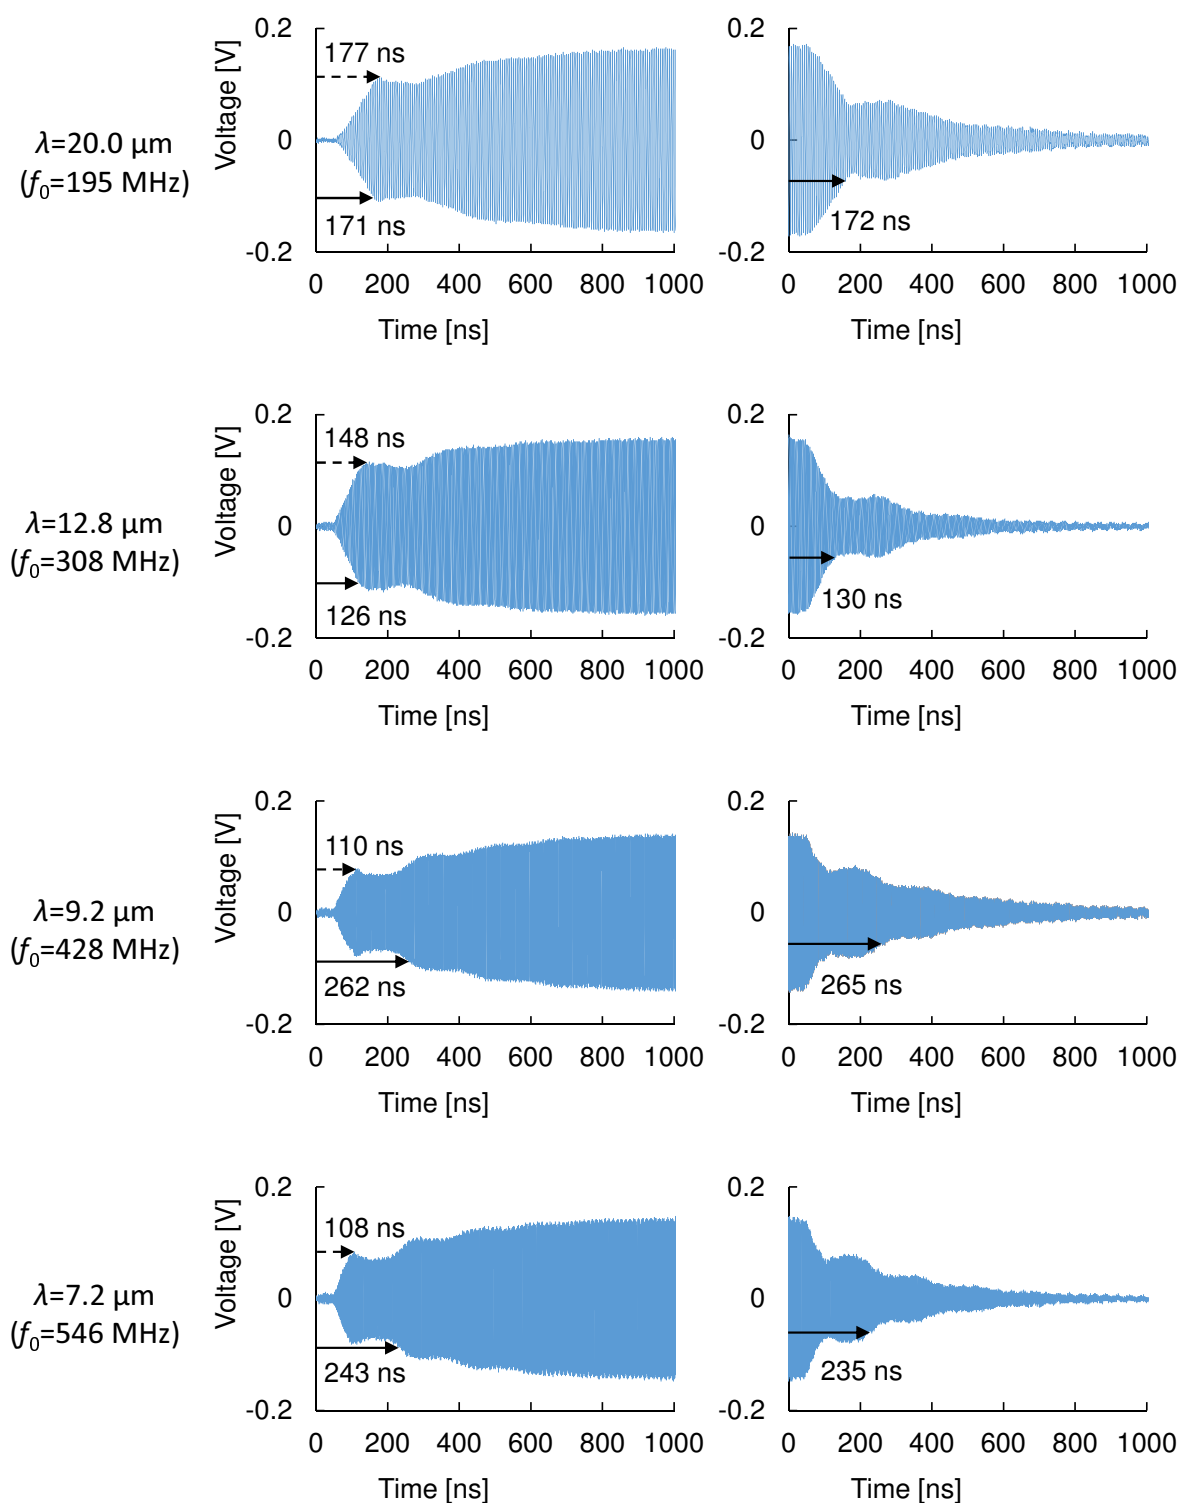 λ=20.0 µm
(f0=195 MHz)
Voltage [V]
0.2
0
-0.2
177 ns
171 ns
0 200 400 600 800 1000
Time [ns]
0.2
0
-0.2
172 ns
0 200 400 600 800 1000
Time [ns]
λ=12.8 µm
(f0=308 MHz)
Voltage [V]
0.2
0
-0.2
148 ns
126 ns
0 200 400 600 800 1000
Time [ns]
0.2
0
-0.2
130 ns
0 200 400 600 800 1000
Time [ns]
λ=9.2 µm
(f0=428 MHz)
Voltage [V]
0.2
0
-0.2
110 ns
262 ns
0 200 400 600 800 1000
Time [ns]
0.2
0
-0.2
265 ns
0 200 400 600 800 1000
Time [ns]
λ=7.2 µm
(f0=546 MHz)
Voltage [V]
0.2
0
-0.2
108 ns
243 ns
0 200 400 600 800 1000
Time [ns]
0.2
0
-0.2
235 ns
0 200 400 600 800 1000
Time [ns]